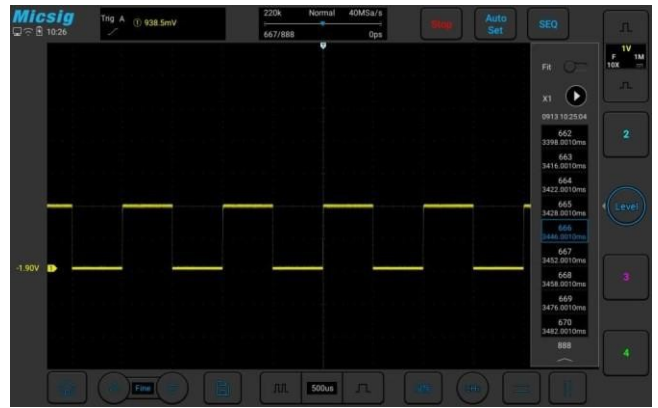 Micsig
10:26
Trig A 1 938.5mV
220k Normal 40MSa/s
667/888 0ps
Stop
Auto
Set
SEQ
1V
F 1M
10X
Fit
X1
0913 10:25:04
662
3398.0010ms
663
3416.0010ms
664
3422.0010ms
665
3428.0010ms
666
3446.0010ms
667
3452.0010ms
668
3458.0010ms
669
3476.0010ms
670
3482.0010ms
888
2
Level
3
4
-1.90V
1
Fine
500us